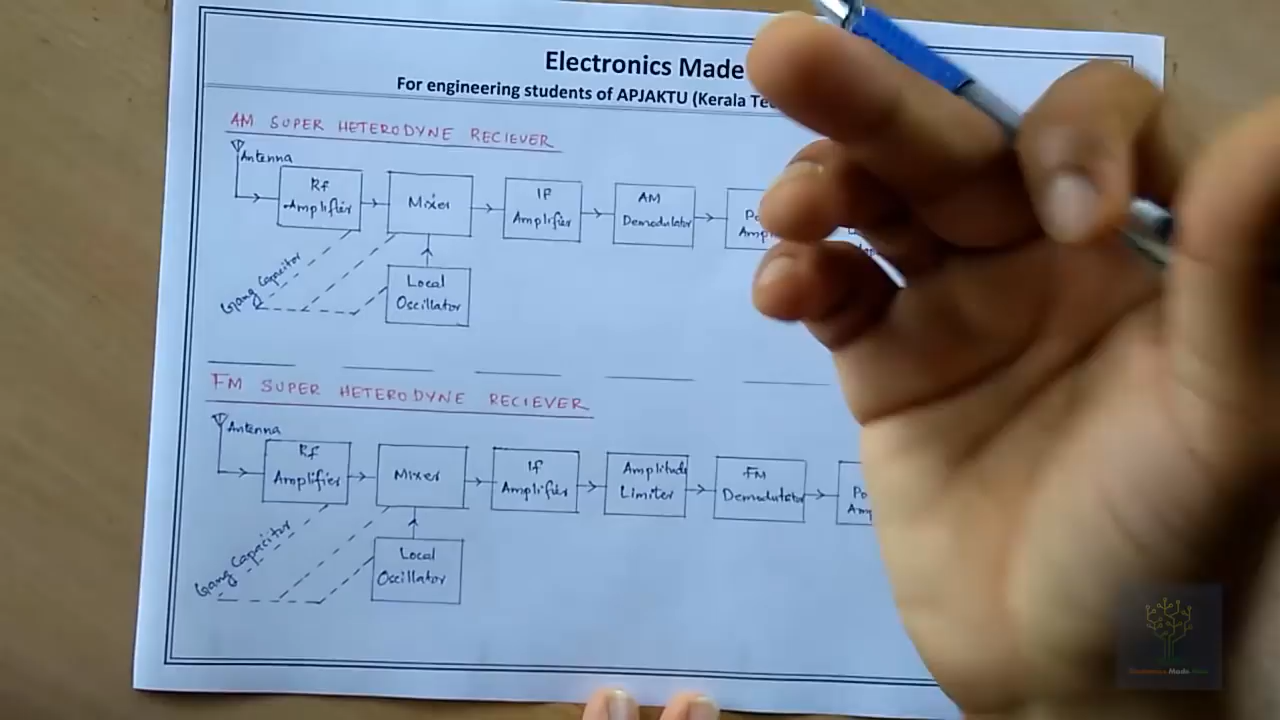 Electronics Made
For engineering students of APJAKTU (Kerala
AM SUPER HETERODYNE RECIEVER
Antenna
Rf
Amplifier
Mixer
IF
Amplifier
AM
Demodulator
Gang Capacitor
Local
Oscillator
FM SUPER HETERODYNE RECIEVER
Antenna
Rf
Amplifier
Mixer
If
Amplifier
Amplitude
Limiter
FM
Demodulator
Gang Capacitor
Local
Oscillator